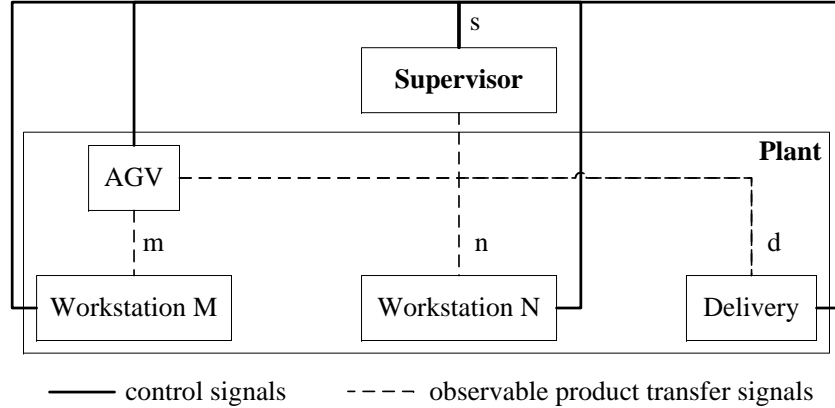 s
Supervisor
Plant
AGV
m
n
d
Workstation M
Workstation N
Delivery
control signals
observable product transfer signals